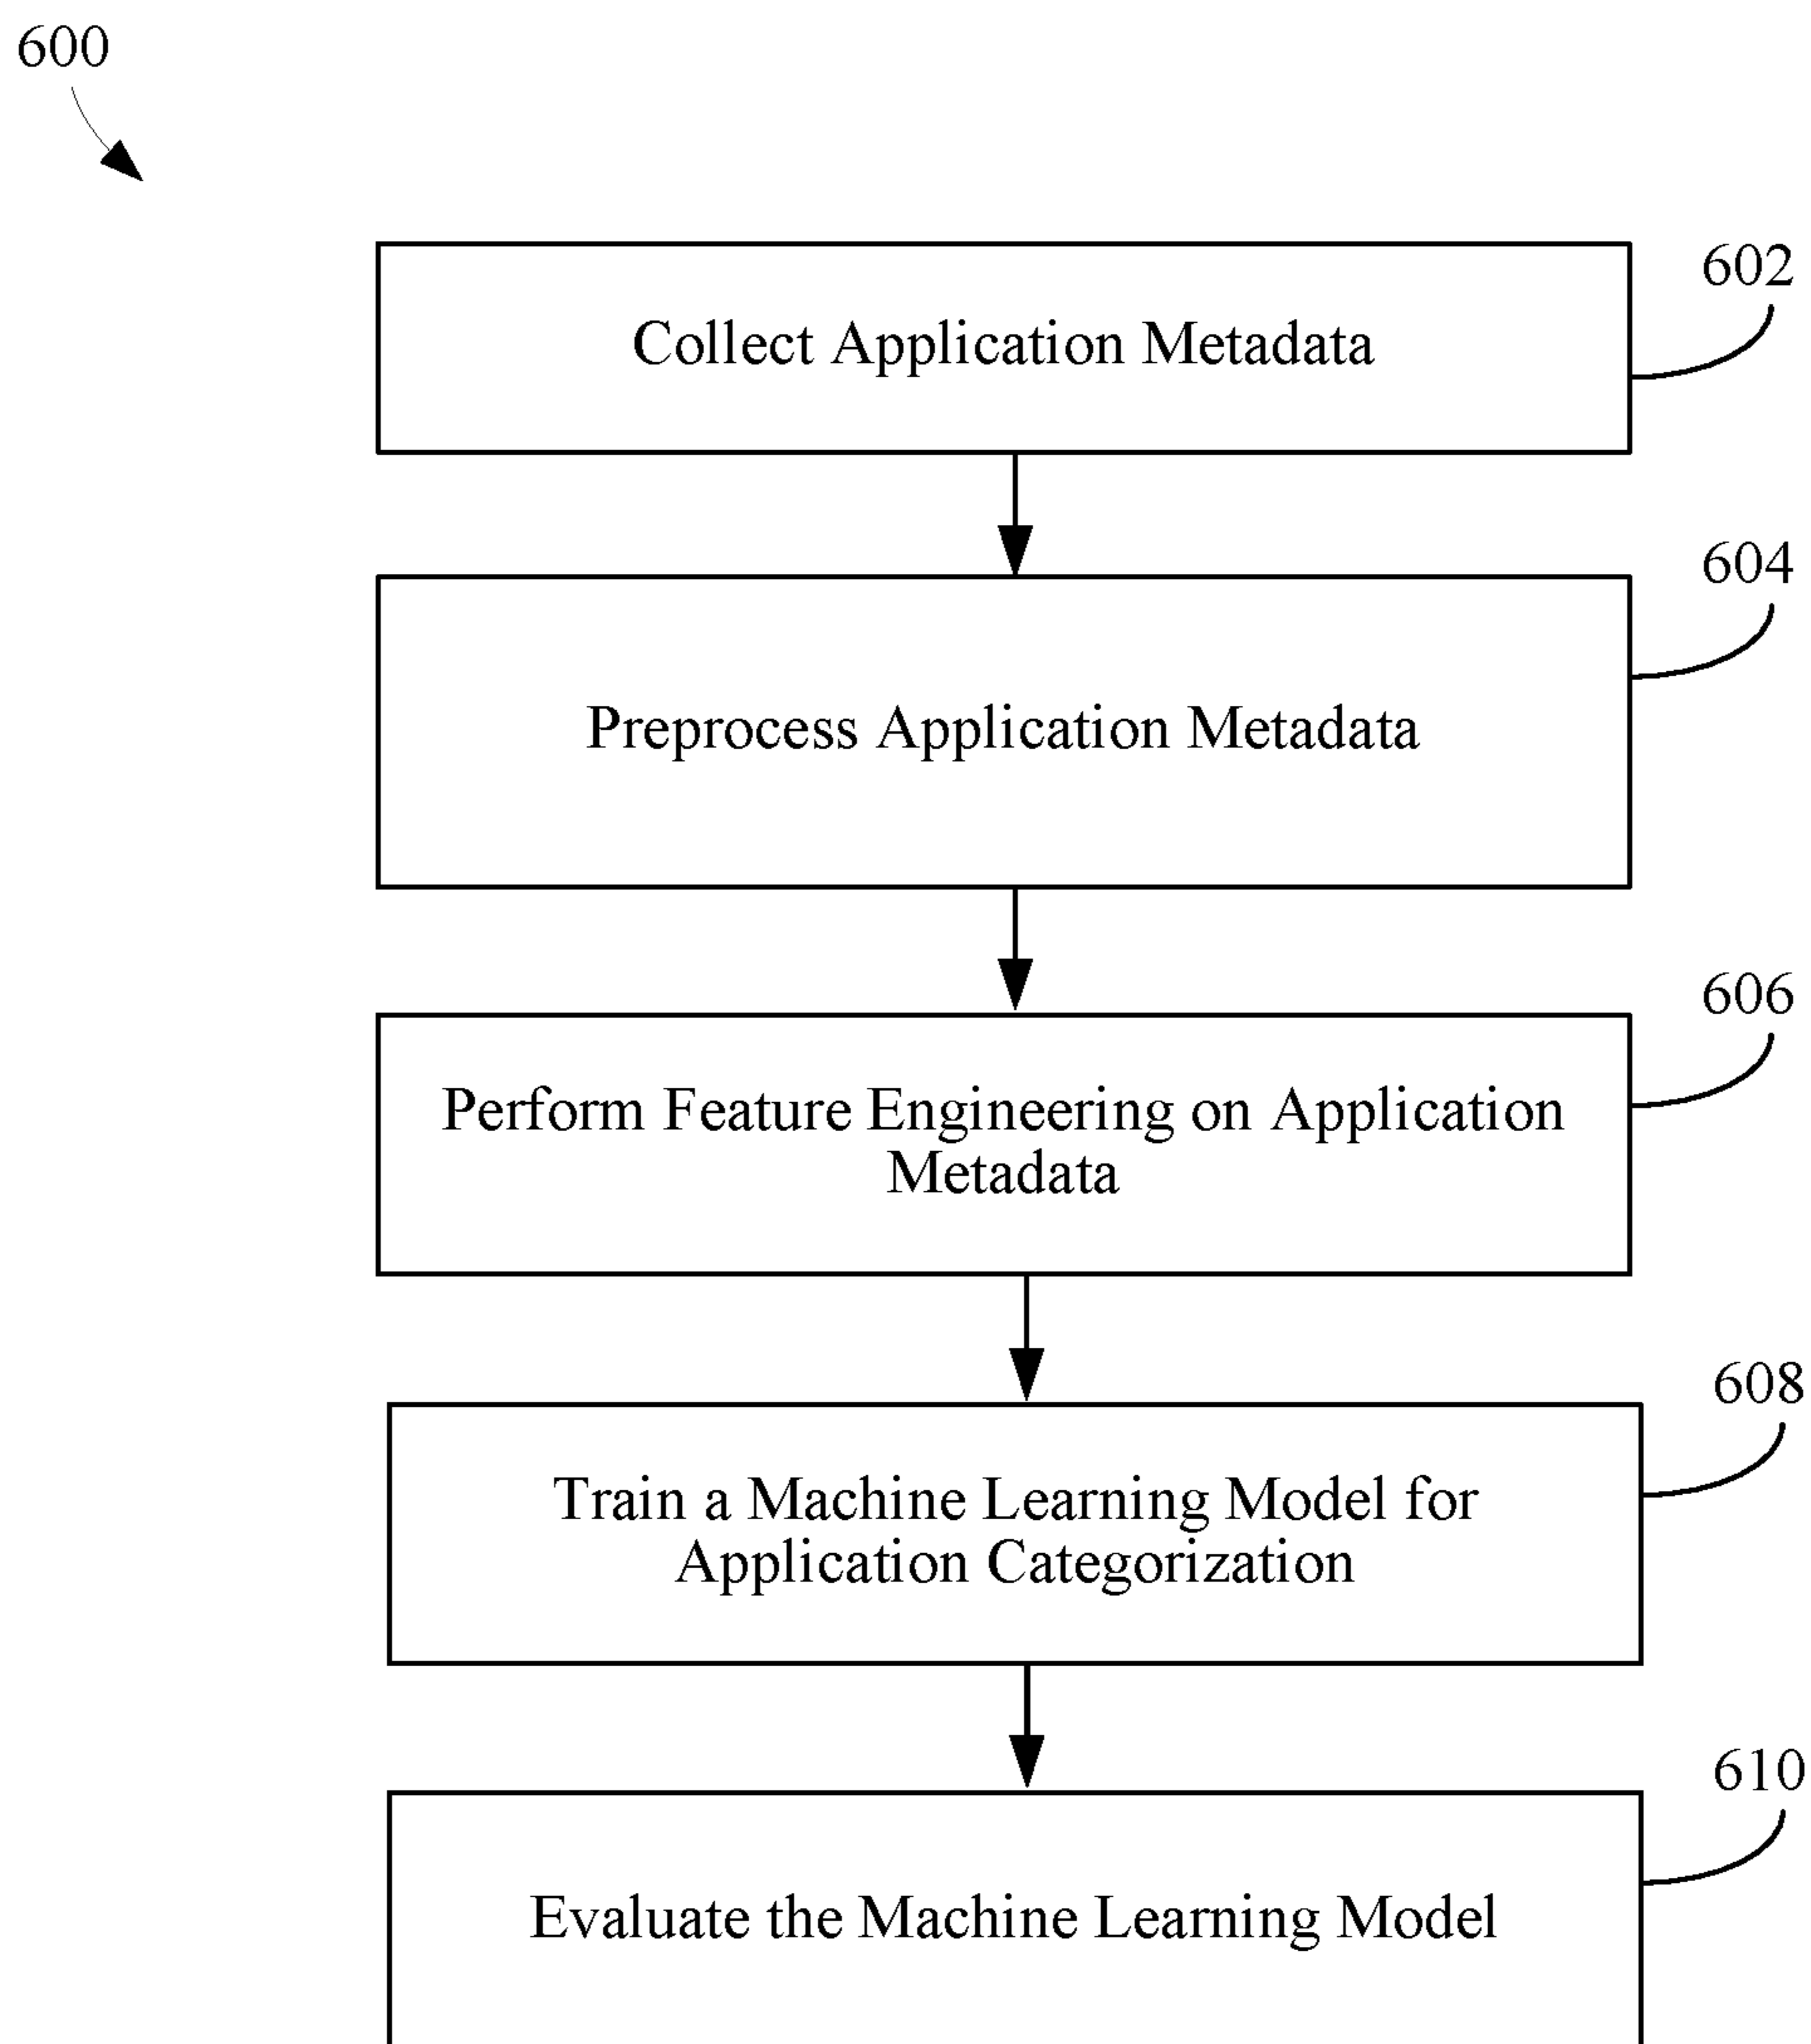 600
602
Collect Application Metadata
604
Preprocess Application Metadata
606
Perform Feature Engineering on Application
Metadata
608
Train a Machine Learning Model for
Application Categorization
610
Evaluate the Machine Learning Model